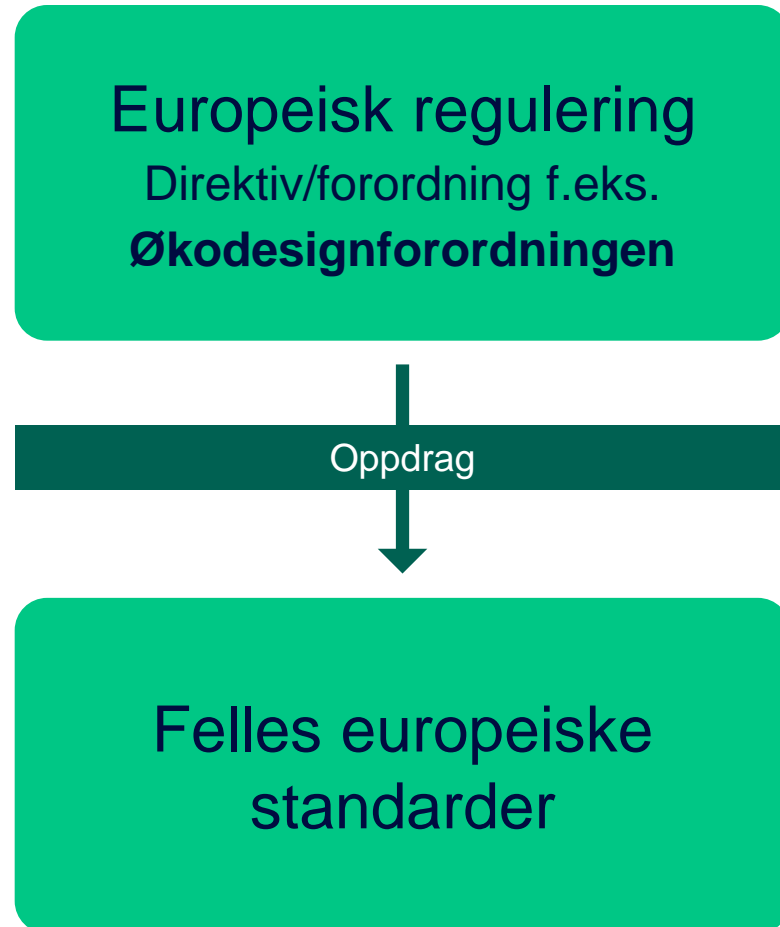 Europeisk regulering
Direktiv/forordning f.eks.
Økodesignforordningen
Oppdrag
Felles europeiske
standarder